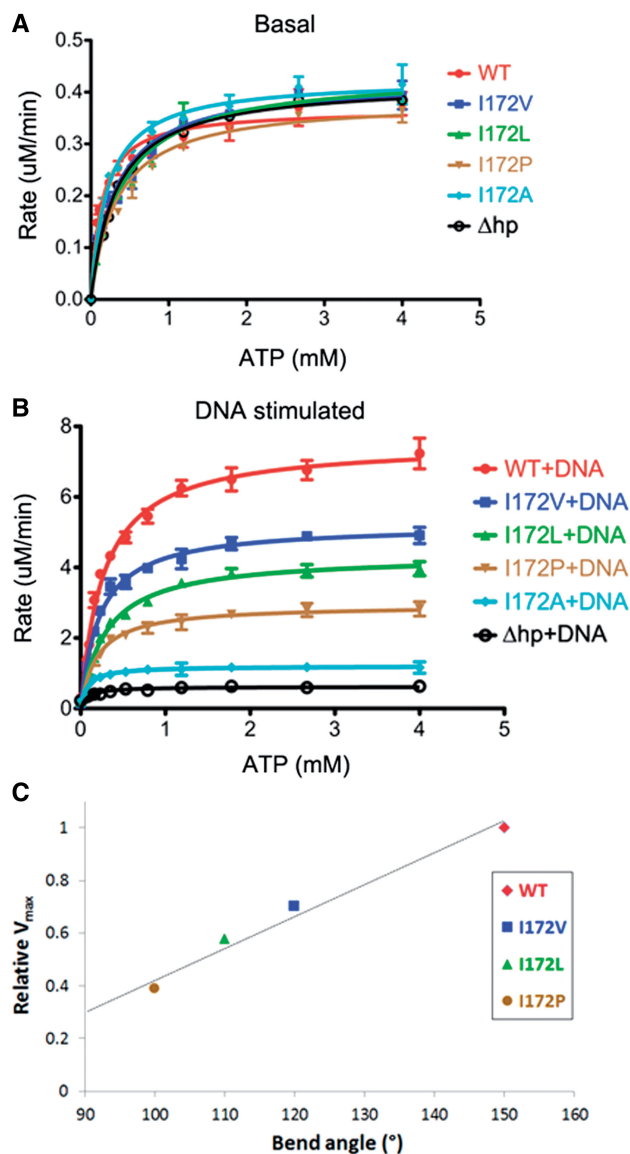 A
Basal
0.5
0.4
0.3
0.2
0.1
0.0
Rate (uM/min)
0
1
2
3
4
5
ATP (mM)
WT
I172V
I172L
I172P
I172A
Δhp
B
DNA stimulated
8
6
4
2
0
Rate (uM/min)
0
1
2
3
4
5
ATP (mM)
WT+DNA
I172V+DNA
I172L+DNA
I172P+DNA
I172A+DNA
Δhp+DNA
C
1
0.8
0.6
0.4
0.2
0
Relative Vmax
90
100
110
120
130
140
150
160
Bend angle (°)
WT
I172V
I172L
I172P